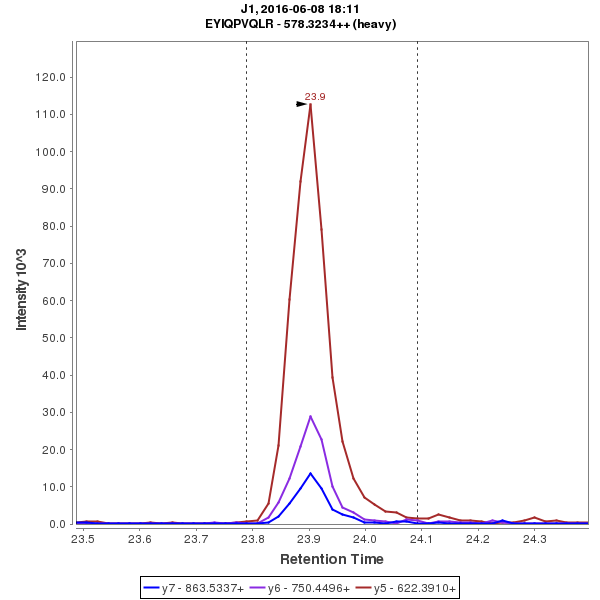 J1, 2016-06-08 18:11
EYIQPVQLR - 578.3234++ (heavy)
Intensity 10^3
120.0
110.0
100.0
90.0
80.0
70.0
60.0
50.0
40.0
30.0
20.0
10.0
0.0
23.9
23.5 23.6 23.7 23.8 23.9 24.0 24.1 24.2 24.3
Retention Time
y7 - 863.5337+ y6 - 750.4496+ y5 - 622.3910+